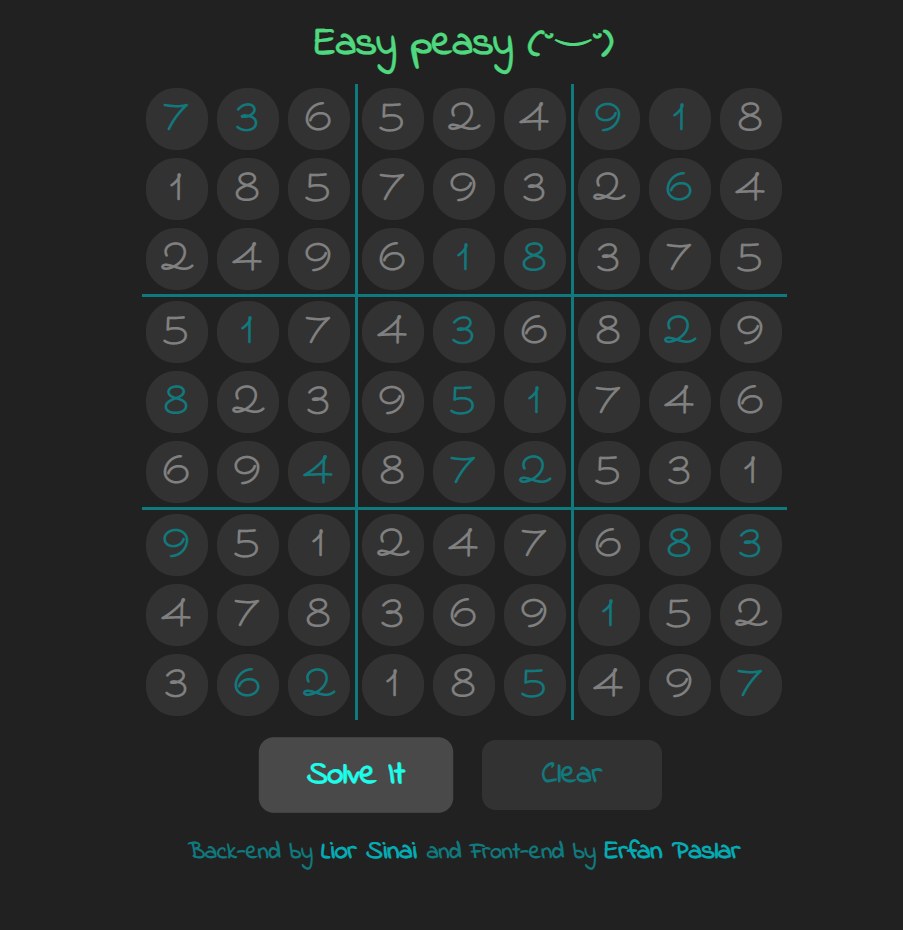 Easy peasy (˘‿˘)
7 3 6 5 2 4 9 1 8
1 8 5 7 9 3 2 6 4
2 4 9 6 1 8 3 7 5
5 1 7 4 3 6 8 2 9
8 2 3 9 5 1 7 4 6
6 9 4 8 7 2 5 3 1
9 5 1 2 4 7 6 8 3
4 7 8 3 6 9 1 5 2
3 6 2 1 8 5 4 9 7
Solve It Clear
Back-end by Lior Sinai and Front-end by Erfan Paslar